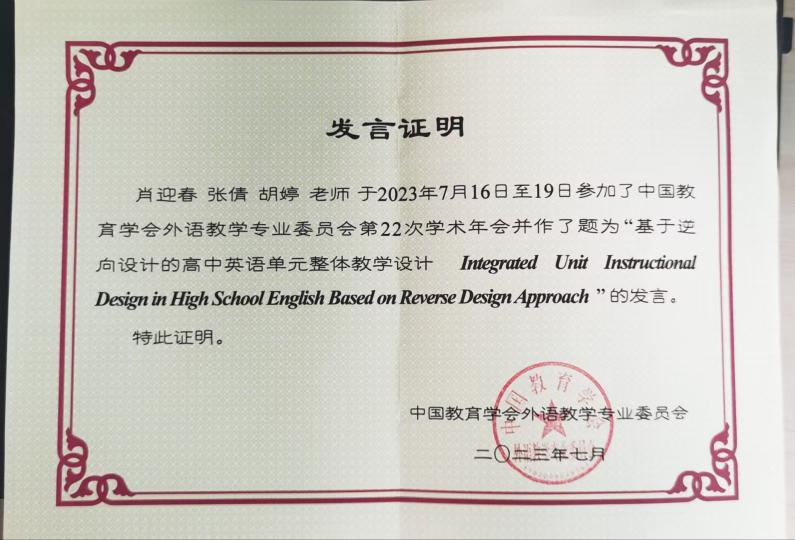 发言证明
肖迎春 张倩 胡婷 老师 于2023年7月16日至19日参加了中国教
育学会外语教学专业委员会第22次学术年会并作了题为“基于逆
向设计的高中英语单元整体教学设计 Integrated Unit Instructional
Design in High School English Based on Reverse Design Approach ”的发言。
特此证明。
中国教育学会
中国教育学会外语教学专业委员会
二〇二三年七月